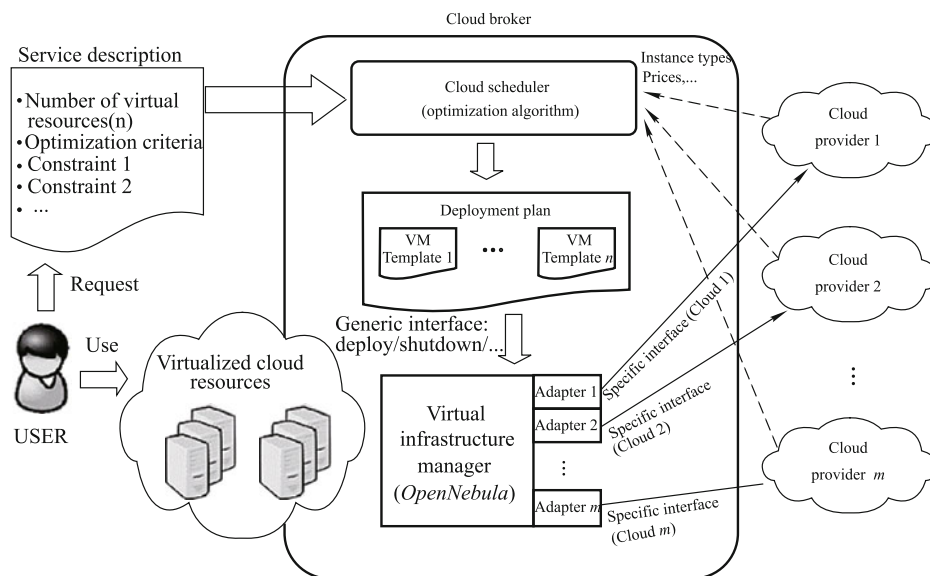 Cloud broker
Service description
• Number of virtual
resources(n)
• Optimization criteria
• Constraint 1
• Constraint 2
• ...
Request
Use
USER
Virtualized cloud
resources
Cloud scheduler
(optimization algorithm)
Instance types
Prices,...
Deployment plan
VM
Template 1
...
VM
Template n
Generic interface:
deploy/shutdown/...
Virtual
infrastructure
manager
(OpenNebula)
Adapter 1
Adapter 2
...
Adapter m
Specific interface (Cloud 1)
Specific interface
(Cloud 2)
Specific interface
(Cloud m)
Cloud
provider 1
Cloud
provider 2
...
Cloud
provider m